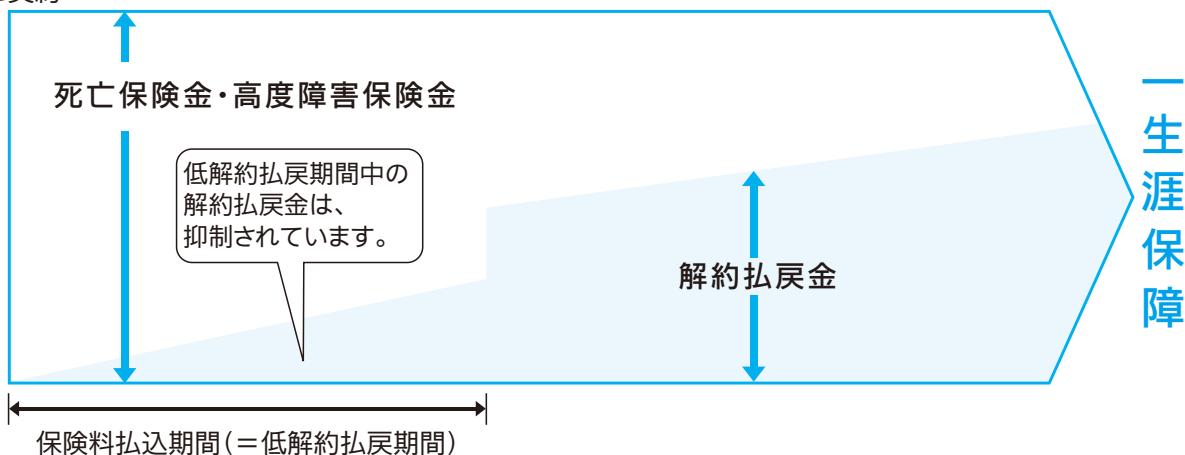 死亡保険金・高度障害保険金
低解約払戻期間中の
解約払戻金は、
抑制されています。
解約払戻金
一生涯保障
保険料払込期間(=低解約払戻期間)